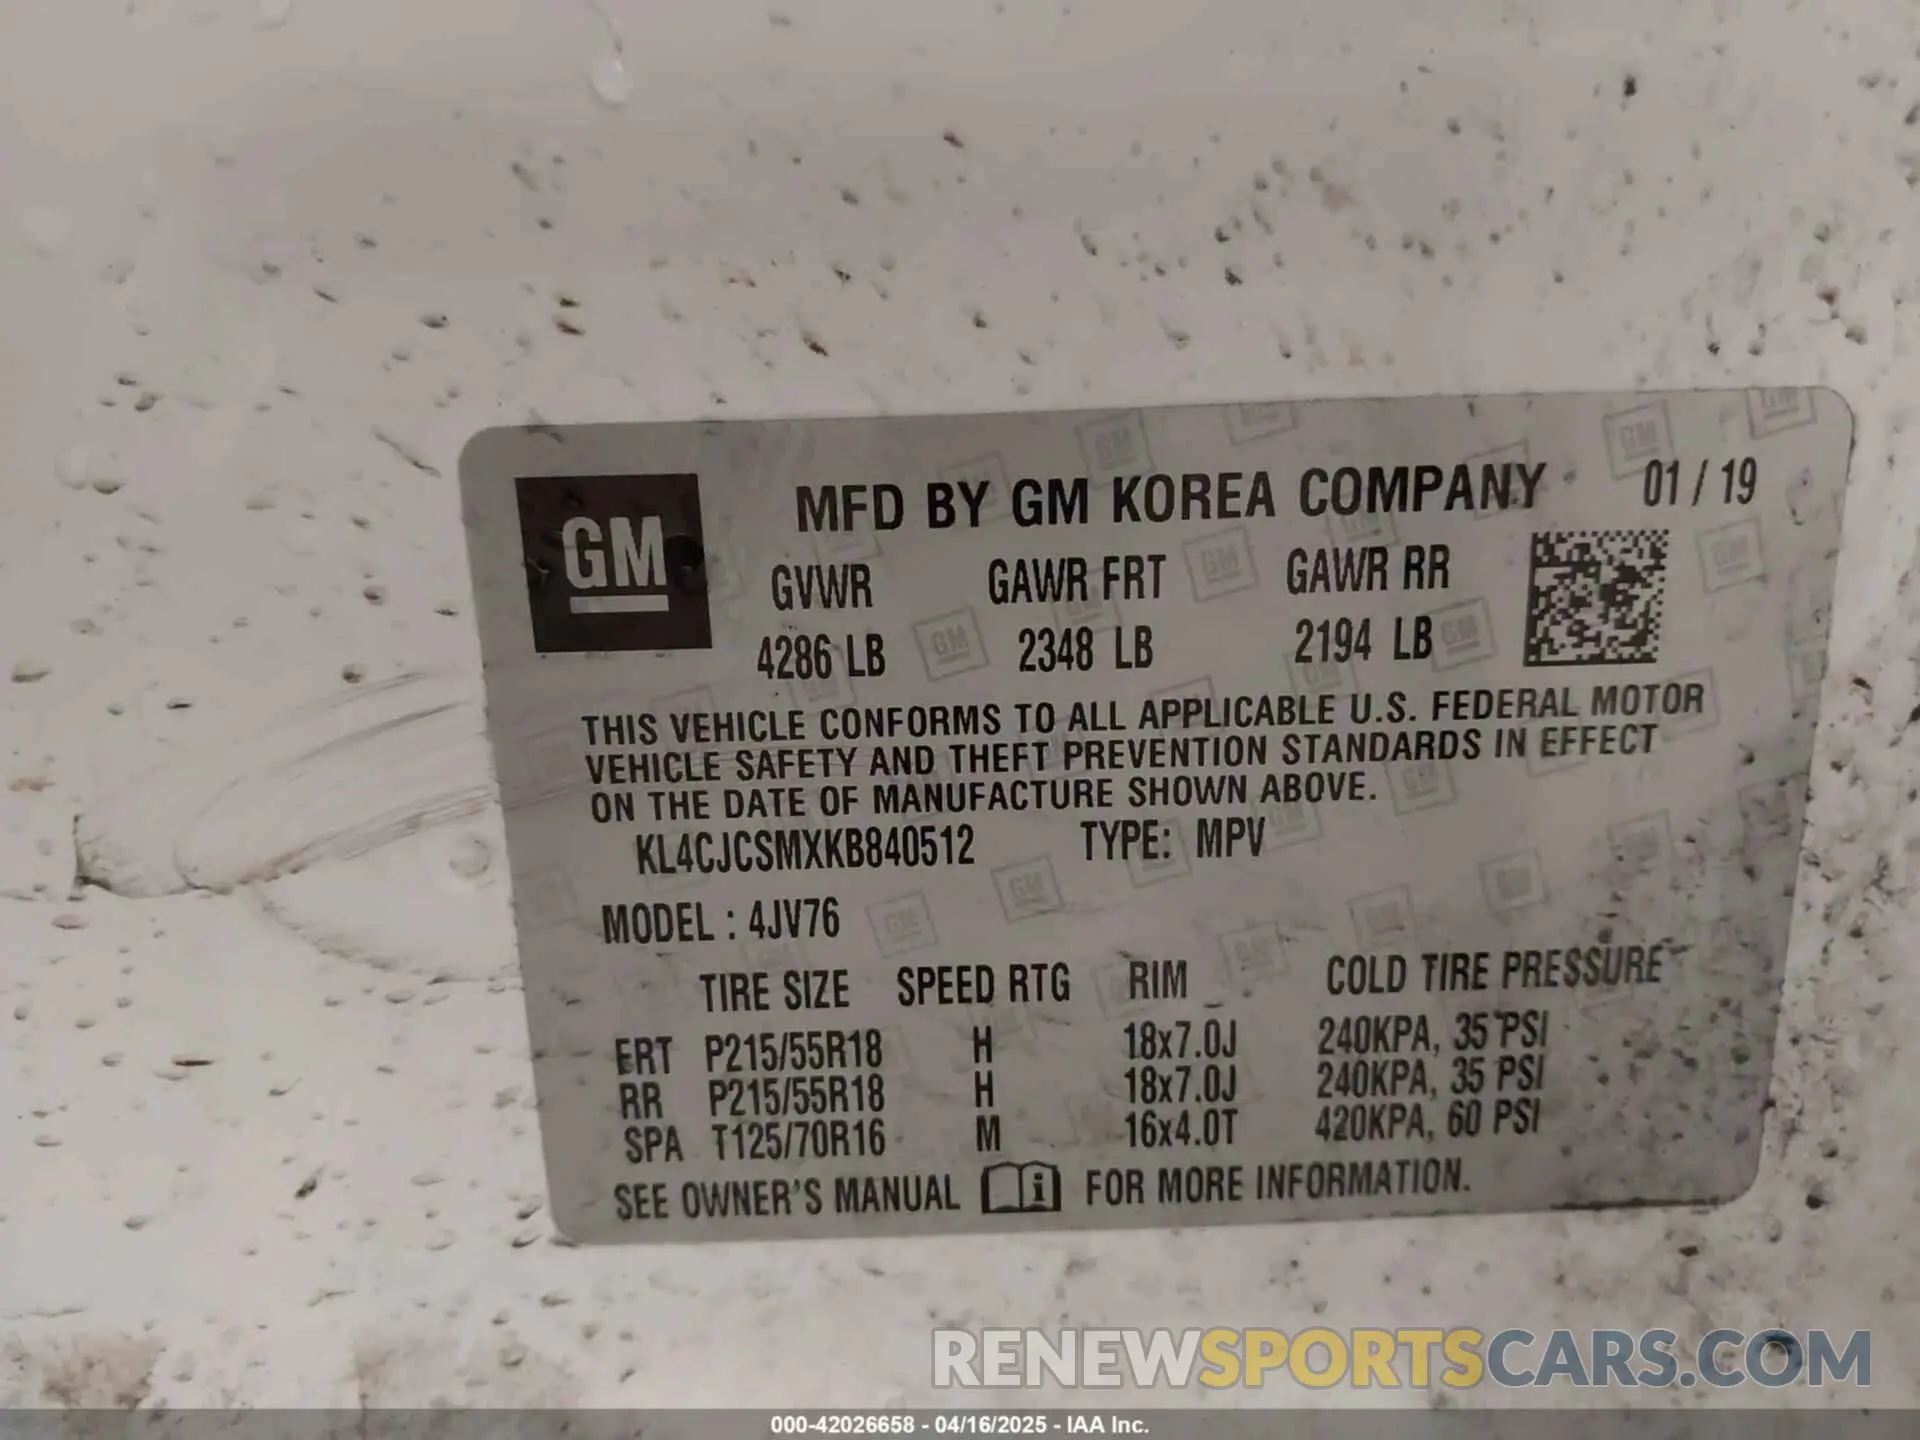 GM
MFD BY GM KOREA COMPANY 01 / 19
GVWR GAWR FRT GAWR RR
4286 LB 2348 LB 2194 LB
THIS VEHICLE CONFORMS TO ALL APPLICABLE U.S. FEDERAL MOTOR
VEHICLE SAFETY AND THEFT PREVENTION STANDARDS IN EFFECT
ON THE DATE OF MANUFACTURE SHOWN ABOVE.
KL4CJCSMXKB840512 TYPE: MPV
MODEL : 4JV76
TIRE SIZE SPEED RTG RIM COLD TIRE PRESSURE
FRT P215/55R18 H 18x7.0J 240KPA, 35 PSI
RR P215/55R18 H 18x7.0J 240KPA, 35 PSI
SPA T125/70R16 M 16x4.0T 420KPA, 60 PSI
SEE OWNER'S MANUAL FOR MORE INFORMATION.
RENEWSPORTSCARS.COM
000-42026658 - 04/16/2025 - IAA Inc.